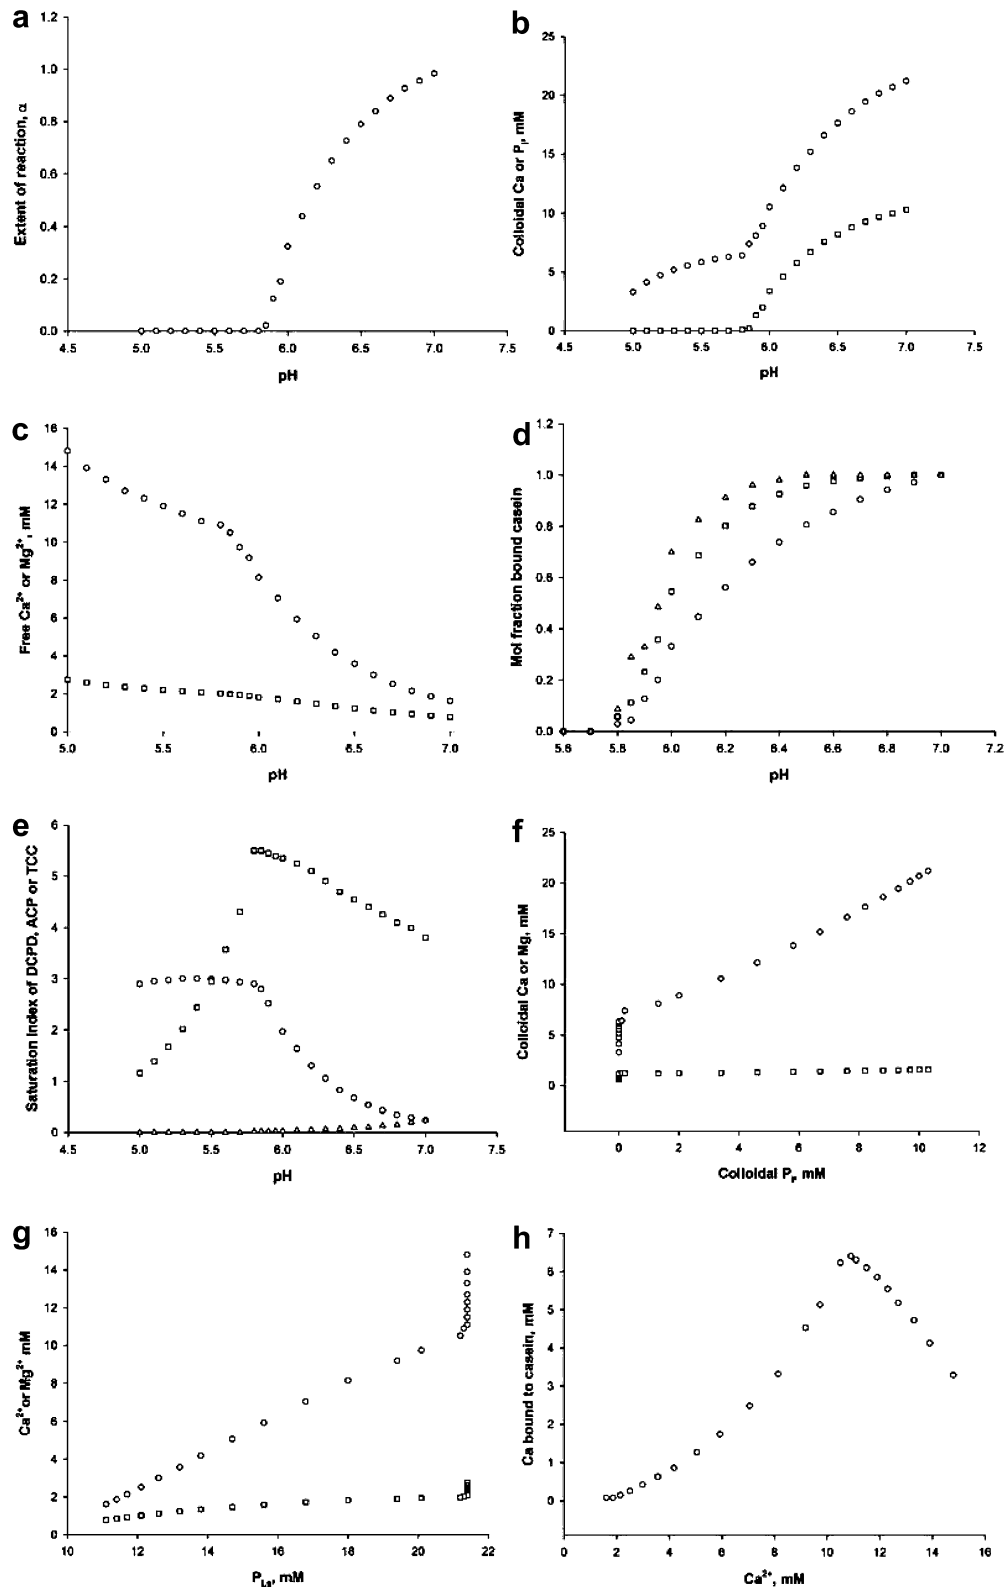 a
1.2
1.0
0.8
0.6
0.4
0.2
0.0
Extent of reaction, α
4.5 5.0 5.5 6.0 6.5 7.0 7.5
pH
b
25
20
15
10
5
0
Colloidal Ca or Pi, mM
4.5 5.0 5.5 6.0 6.5 7.0 7.5
pH
c
16
14
12
10
8
6
4
2
0
Free Ca2+ or Mg2+, mM
5.0 5.5 6.0 6.5 7.0
pH
d
1.2
1.0
0.8
0.6
0.4
0.2
0.0
Mol fraction bound casein
5.6 5.8 6.0 6.2 6.4 6.6 6.8 7.0 7.2
pH
e
6
5
4
3
2
1
0
Saturation Index of DCPD, ACP or TCC
4.5 5.0 5.5 6.0 6.5 7.0 7.5
pH
f
25
20
15
10
5
0
Colloidal Ca or Mg, mM
0 2 4 6 8 10 12
Colloidal Pi, mM
g
16
14
12
10
8
6
4
2
0
Ca2+ or Mg2+ mM
10 12 14 16 18 20 22
Pi,s, mM
h
7
6
5
4
3
2
1
0
Ca bound to casein, mM
0 2 4 6 8 10 12 14 16
Ca2+, mM